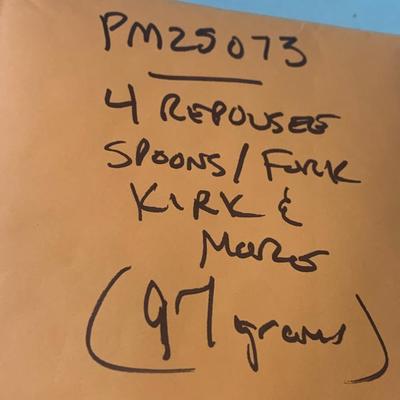 PM25073
4 REPOUSEE
SPOONS / FORK
KIRK &
MORE
(97 grams)